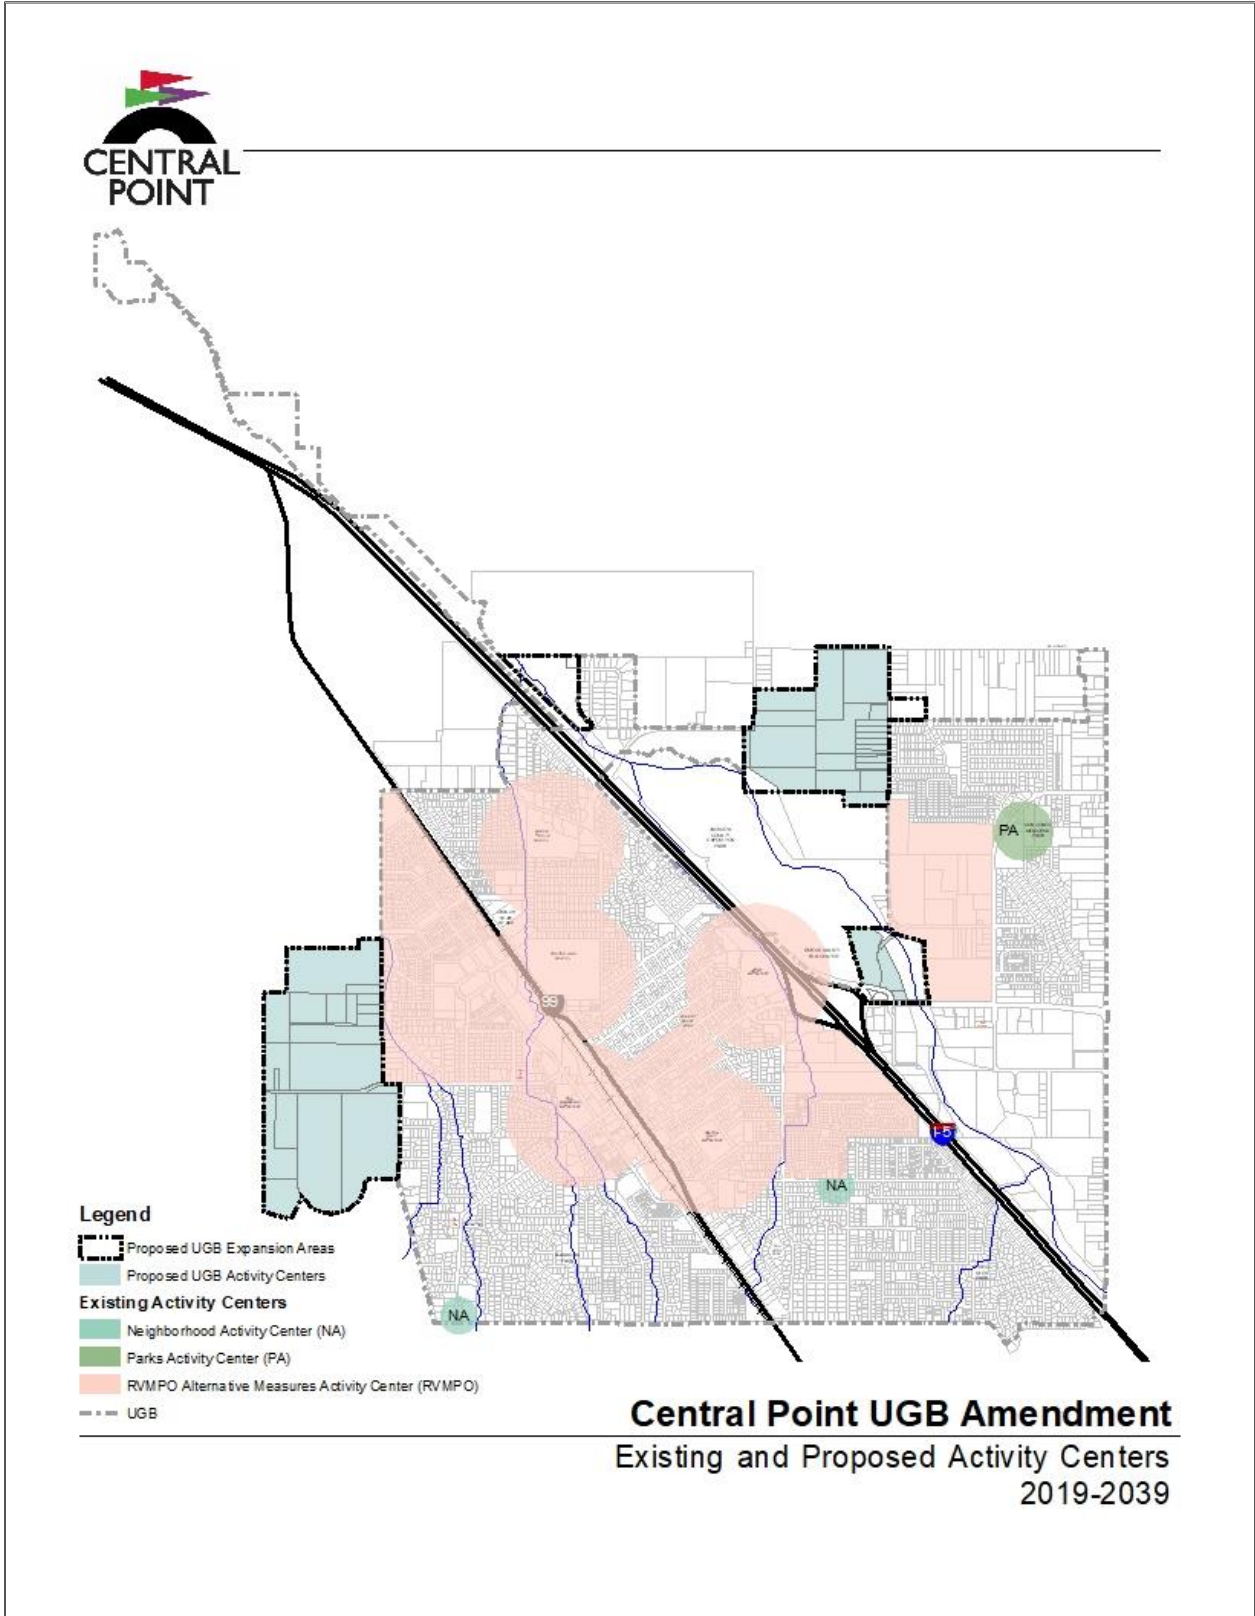 CENTRAL
POINT
PA
99
I-5
NA
NA
Legend
Proposed UGB Expansion Areas
Proposed UGB Activity Centers
Existing Activity Centers
Neighborhood Activity Center (NA)
Parks Activity Center (PA)
RVMPO Alternative Measures Activity Center (RVMPO)
UGB
Central Point UGB Amendment
Existing and Proposed Activity Centers
2019-2039